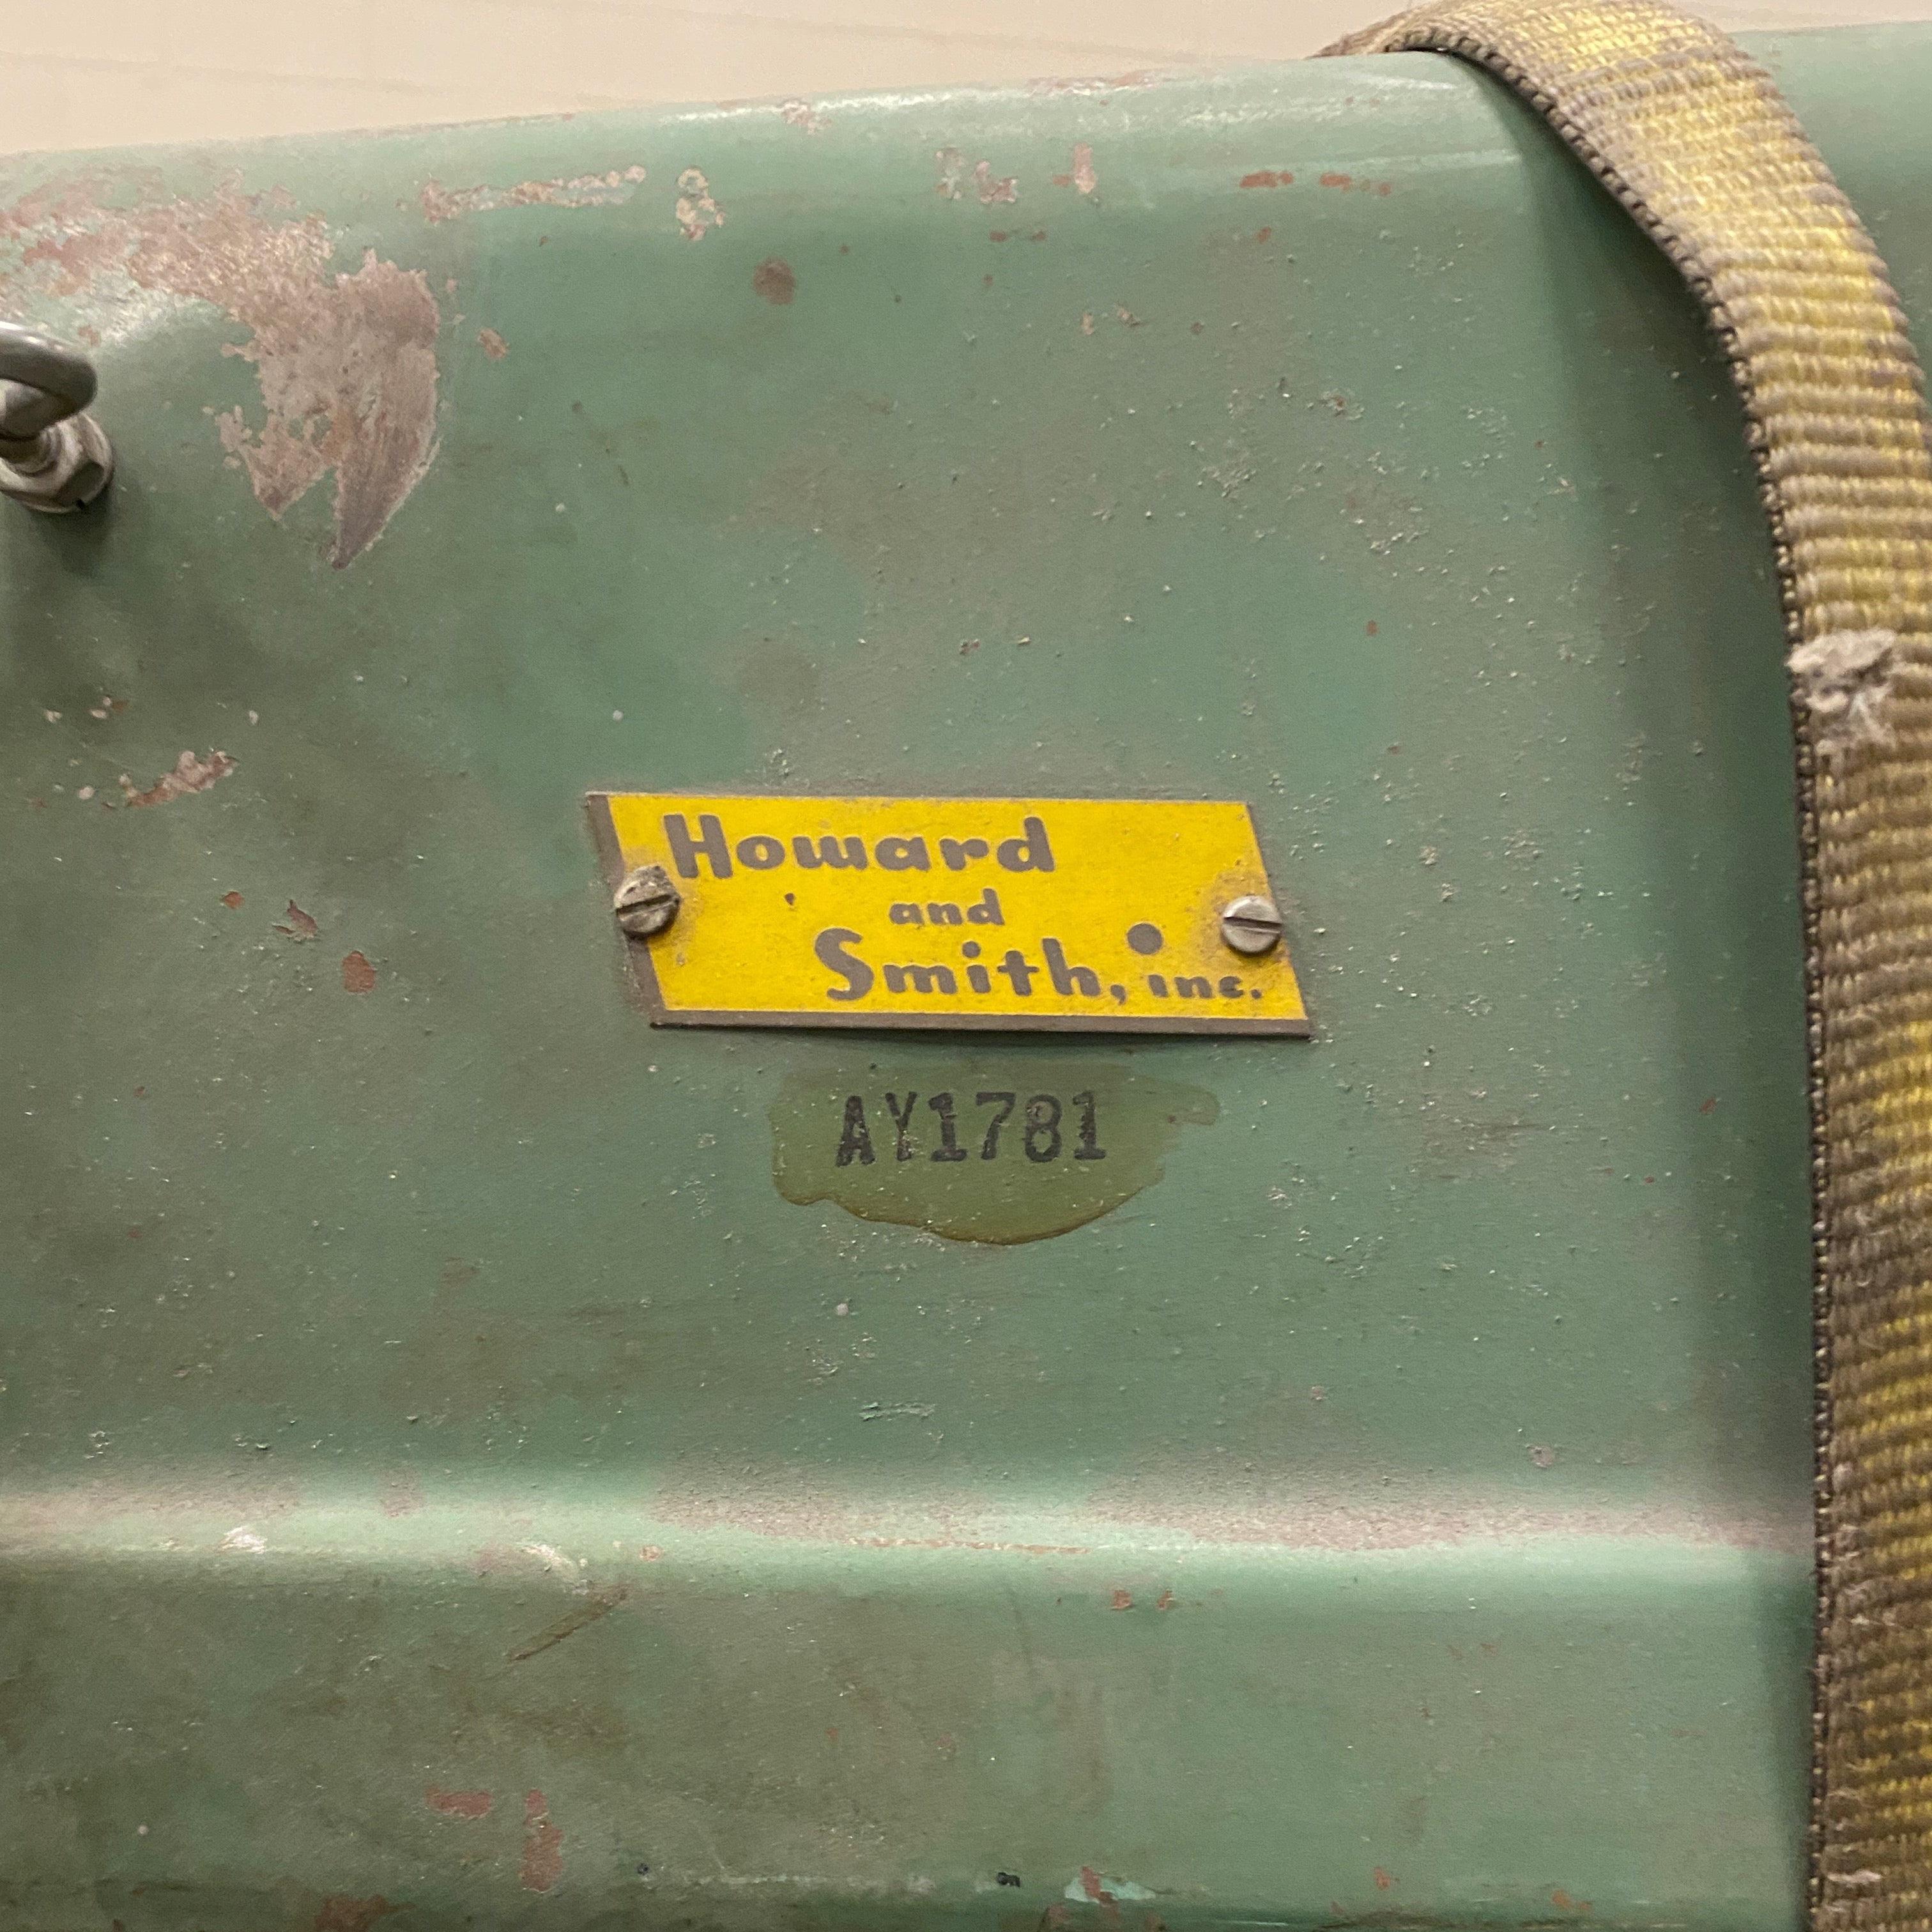 Howard
and
Smith, inc.
AY1781